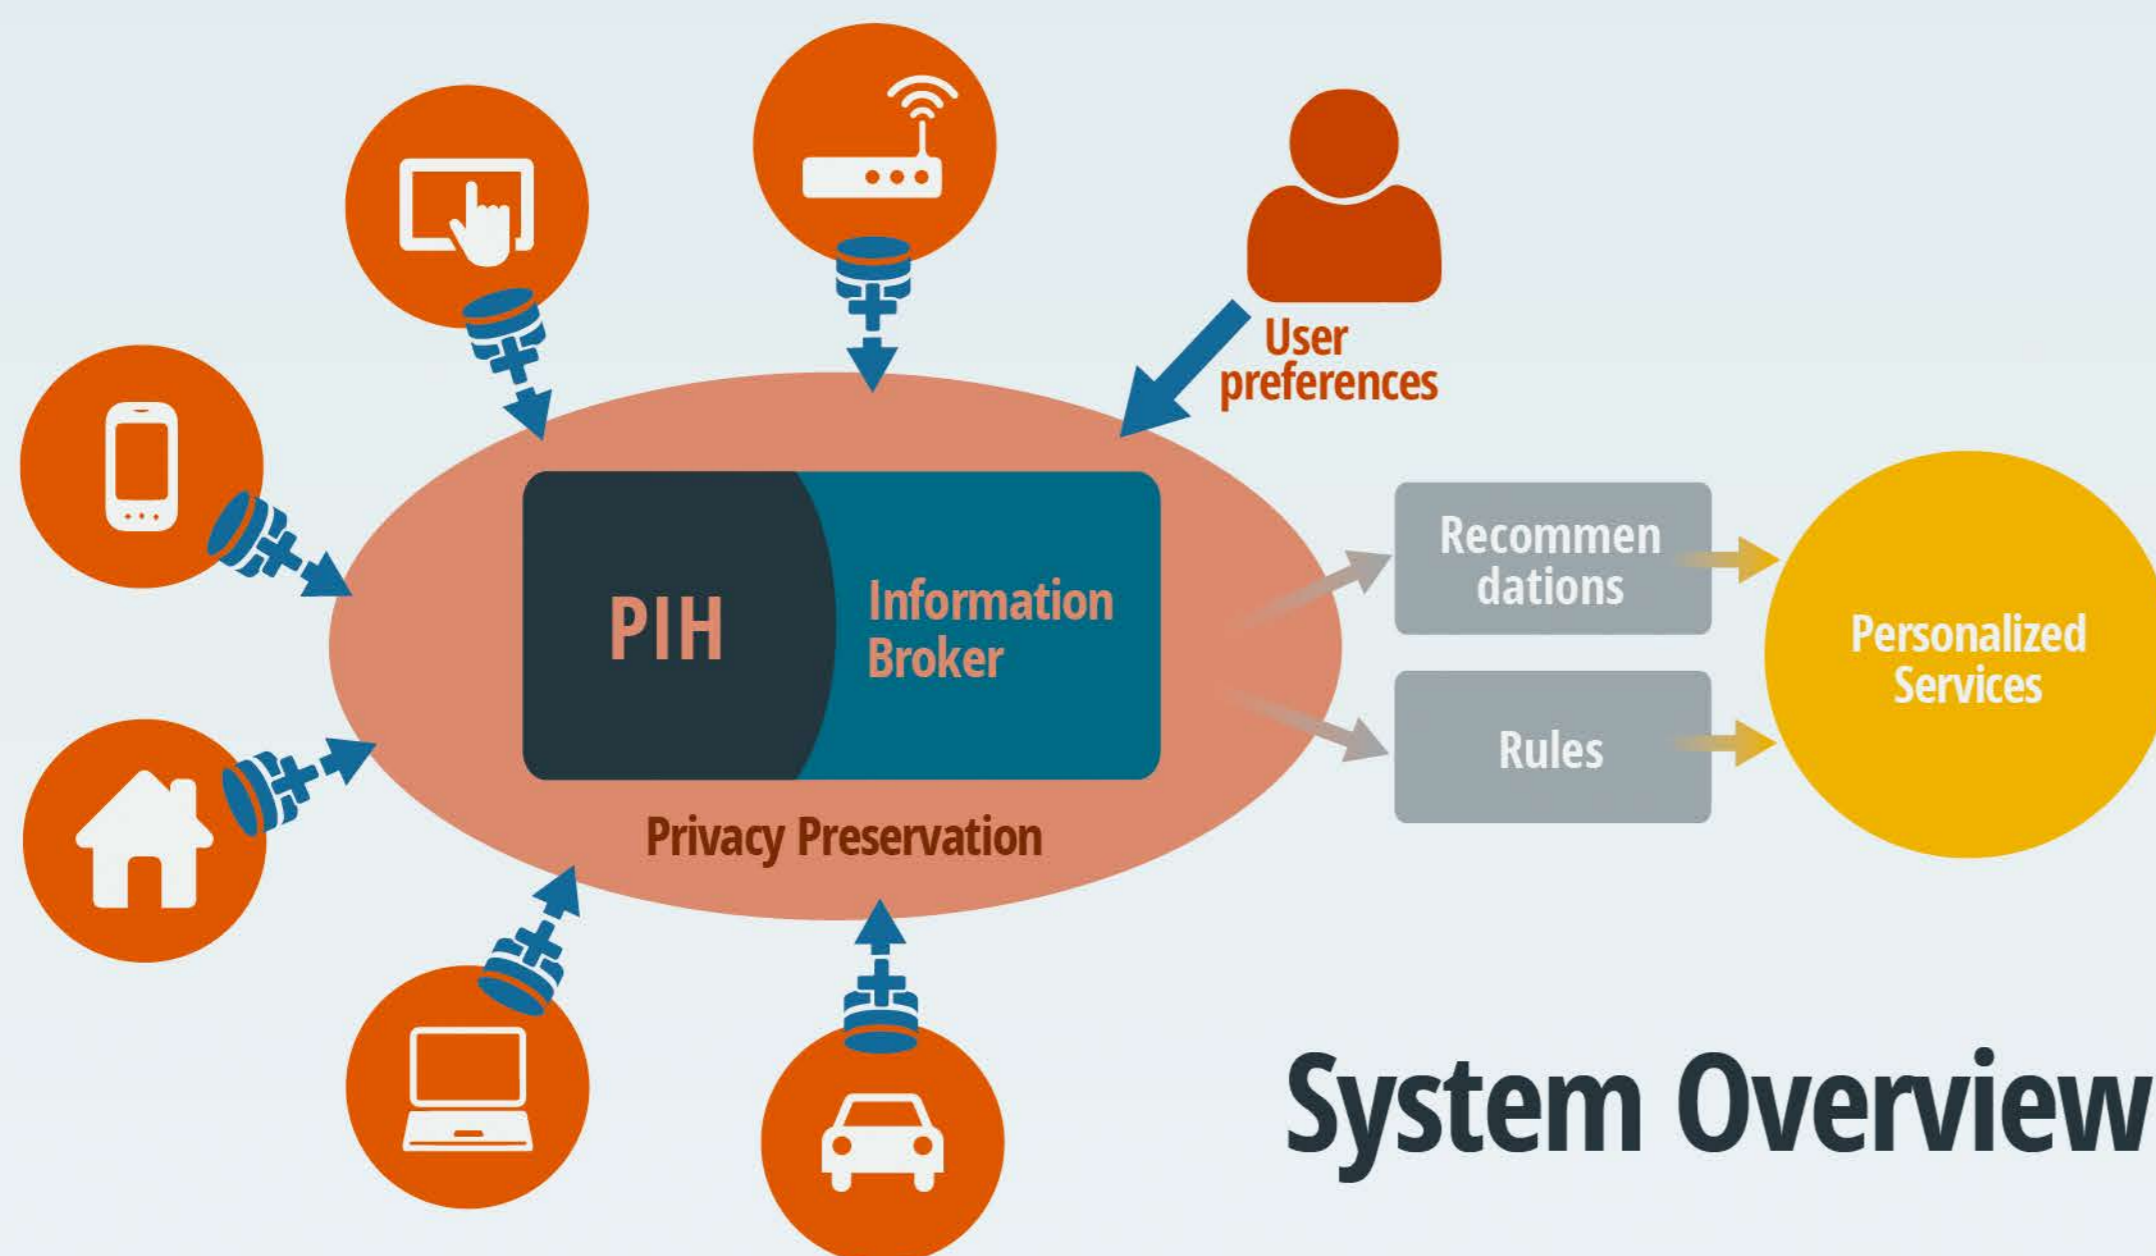 User
preferences
PIH
Information
Broker
Privacy Preservation
Recommen
dations
Rules
Personalized
Services
System Overview